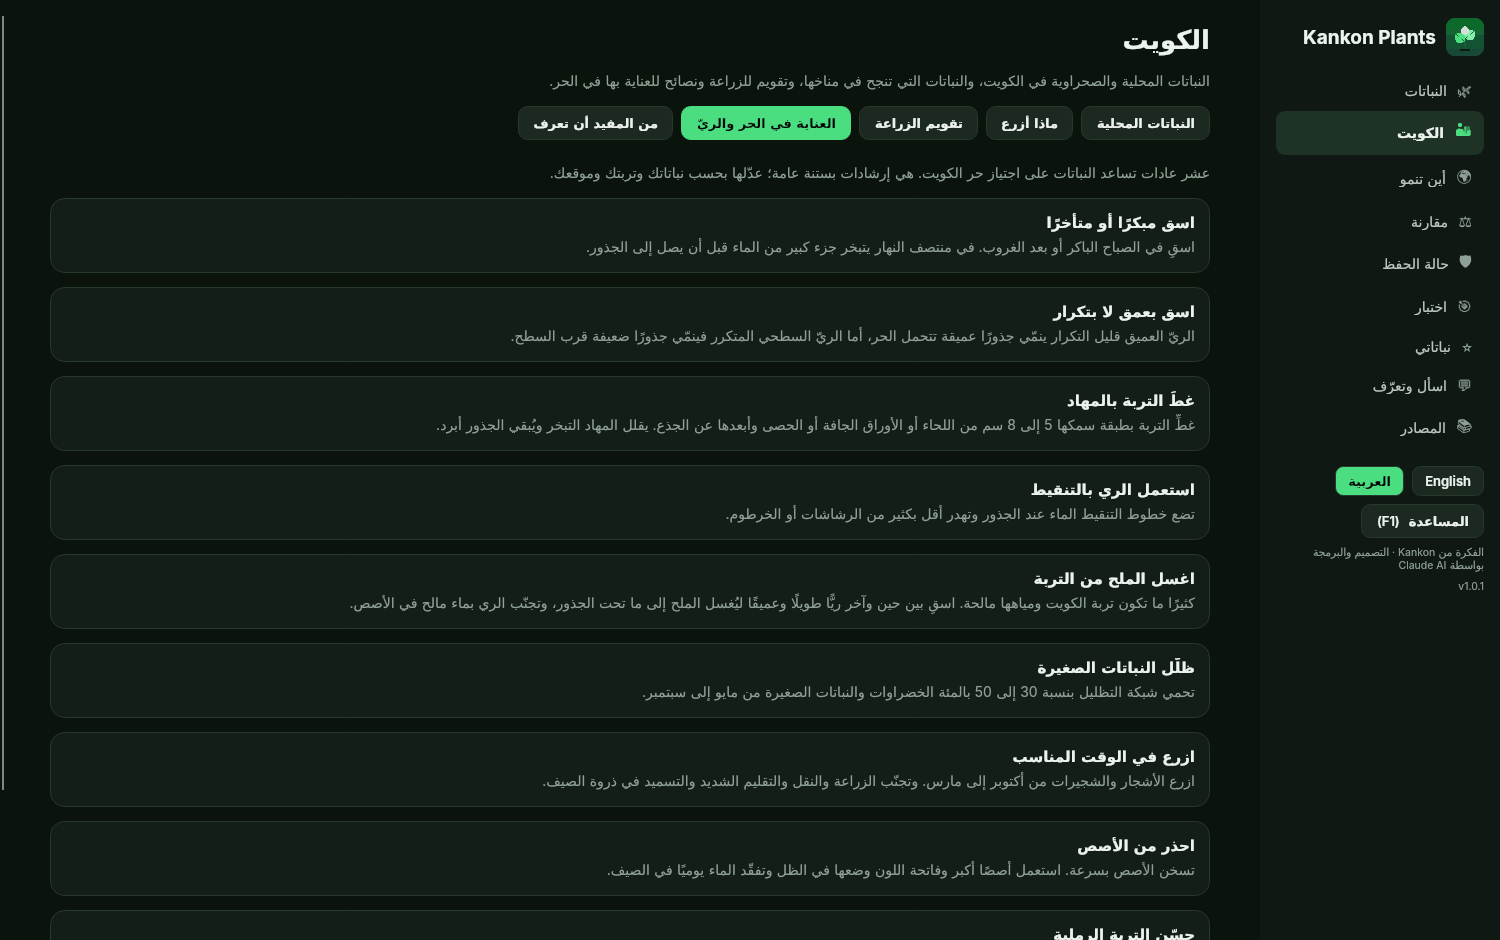 Kankon Plants
النباتات
الكويت
أين تنمو
مقارنة
حالة الحفظ
اختبار
نباتاتي
اسأل وتعرّف
المصادر
English
العربية
المساعدة (F1)
الفكرة من Kankon · التصميم والبرمجة
بواسطة Claude AI
v1.0.1
الكويت
النباتات المحلية والصحراوية في الكويت، والنباتات التي تنجح في مناخها، وتقويم للزراعة ونصائح للعناية بها في الحر.
النباتات المحلية
ماذا أزرع
تقويم الزراعة
العناية في الحر والريّ
من المفيد أن تعرف
عشر عادات تساعد النباتات على اجتياز حر الكويت. هي إرشادات بستنة عامة؛ عدّلها بحسب نباتاتك وتربتك وموقعك.
اسق مبكرًا أو متأخرًا
اسقِ في الصباح الباكر أو بعد الغروب. في منتصف النهار يتبخر جزء كبير من الماء قبل أن يصل إلى الجذور.
اسق بعمق لا بتكرار
الريّ العميق قليل التكرار ينمّي جذورًا عميقة تتحمل الحر، أما الريّ السطحي المتكرر فينمّي جذورًا ضعيفة قرب السطح.
غطِّ التربة بالمهاد
غطِّ التربة بطبقة سمكها 5 إلى 8 سم من اللحاء أو الأوراق الجافة أو الحصى وأبعدها عن الجذع. يقلل المهاد التبخر ويُبقي الجذور أبرد.
استعمل الري بالتنقيط
تضع خطوط التنقيط الماء عند الجذور وتهدر أقل بكثير من الرشاشات أو الخرطوم.
اغسل الملح من التربة
كثيرًا ما تكون تربة الكويت ومياهها مالحة. اسقِ بين حين وآخر ريًّا طويلًا وعميقًا ليُغسل الملح إلى ما تحت الجذور، وتجنّب الري بماء مالح في الأصص.
ظلّل النباتات الصغيرة
تحمي شبكة التظليل بنسبة 30 إلى 50 بالمئة الخضراوات والنباتات الصغيرة من مايو إلى سبتمبر.
ازرع في الوقت المناسب
ازرع الأشجار والشجيرات من أكتوبر إلى مارس. وتجنّب الزراعة والنقل والتقليم الشديد والتسميد في ذروة الصيف.
احذر من الأصص
تسخن الأصص بسرعة. استعمل أصصًا أكبر وفاتحة اللون وضعها في الظل وتفقّد الماء يوميًا في الصيف.
حسّن التربة الرملية